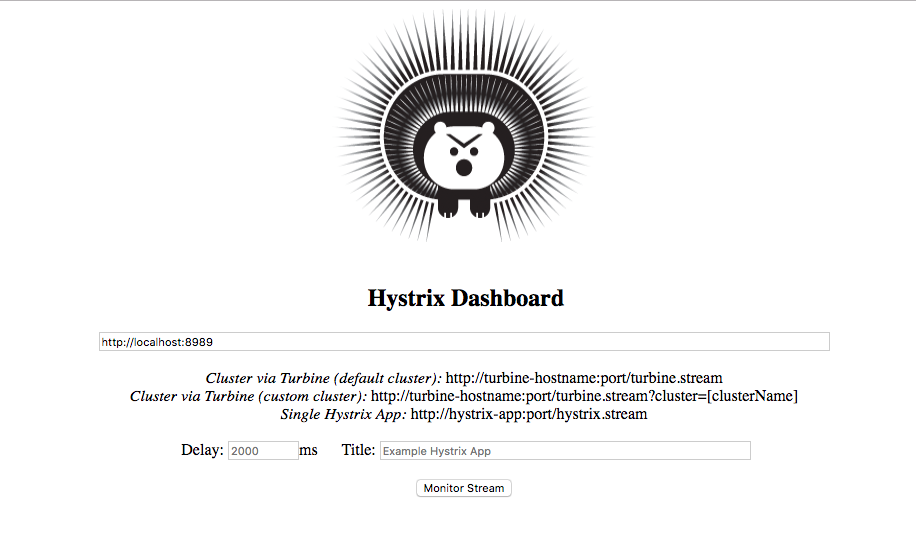 Hystrix Dashboard
http://localhost:8989
Cluster via Turbine (default cluster): http://turbine-hostname:port/turbine.stream
Cluster via Turbine (custom cluster): http://turbine-hostname:port/turbine.stream?cluster=[clusterName]
Single Hystrix App: http://hystrix-app:port/hystrix.stream
Delay: 2000 ms Title: Example Hystrix App
Monitor Stream